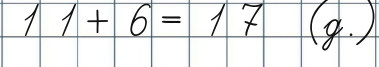 11 + 6 = 17 (g.)